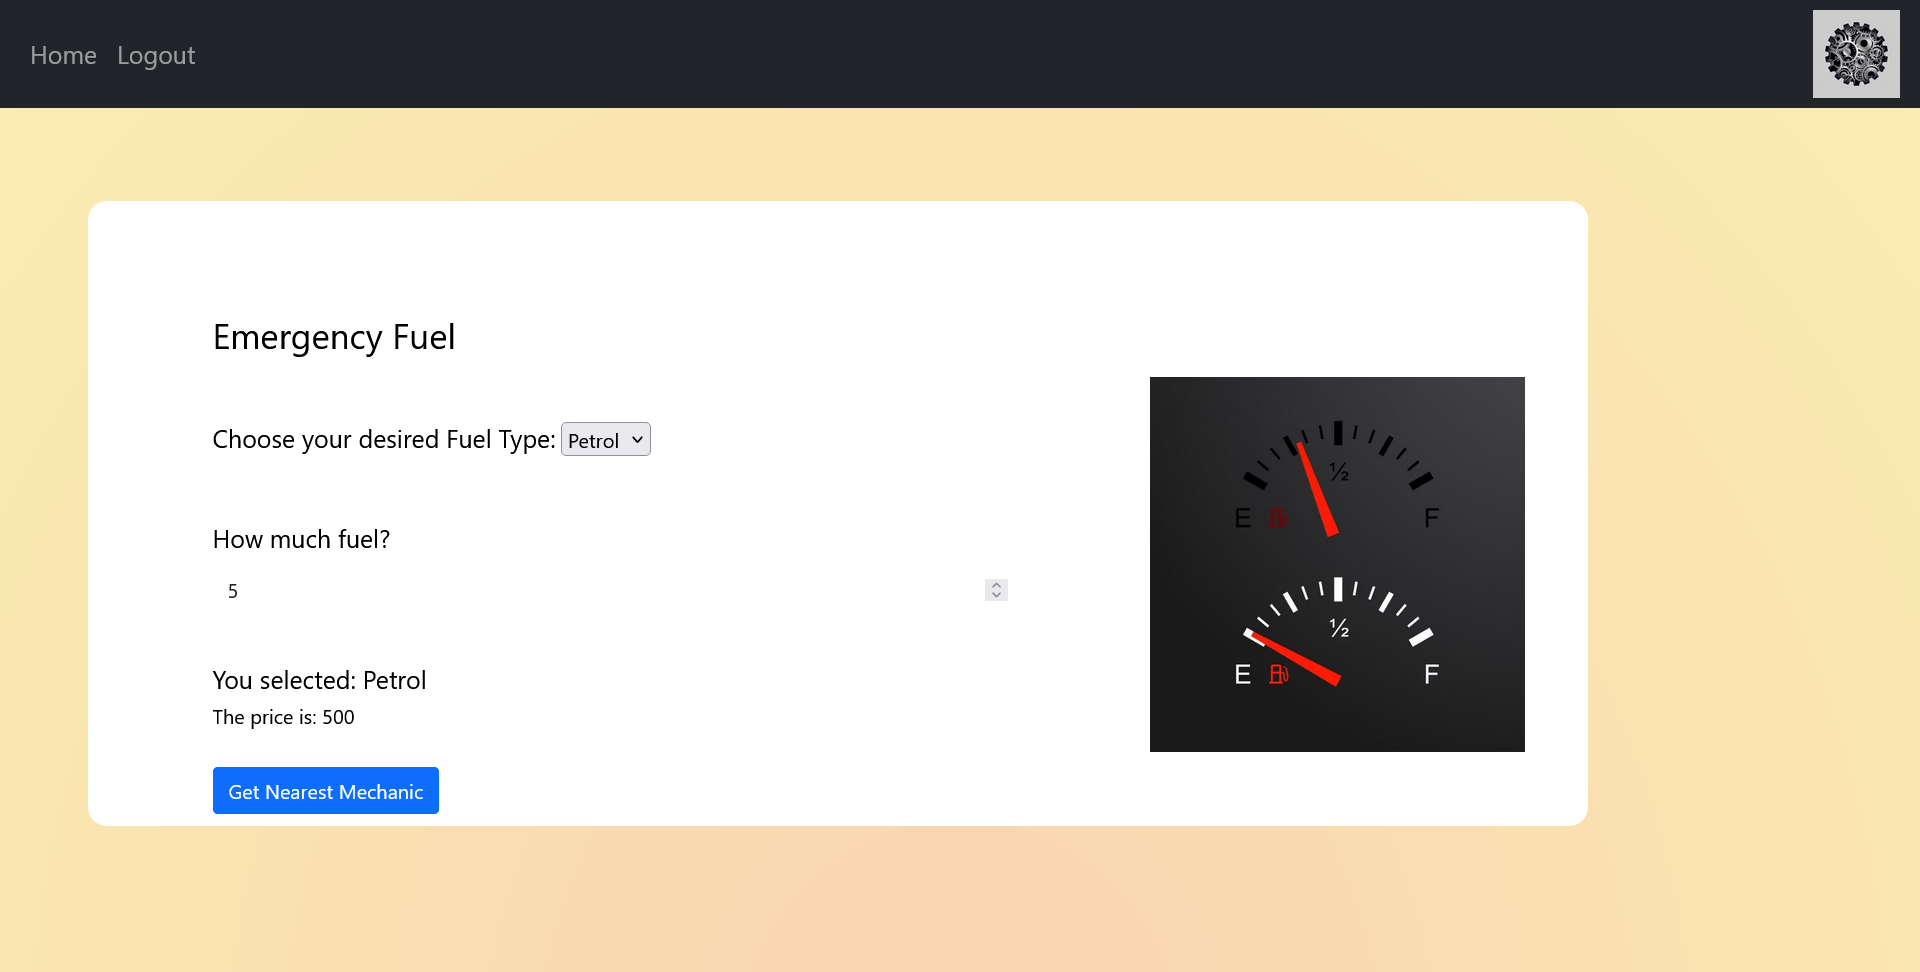 Home Logout
Emergency Fuel
Choose your desired Fuel Type: Petrol
How much fuel?
5
You selected: Petrol
The price is: 500
Get Nearest Mechanic
½
E F
½
E F